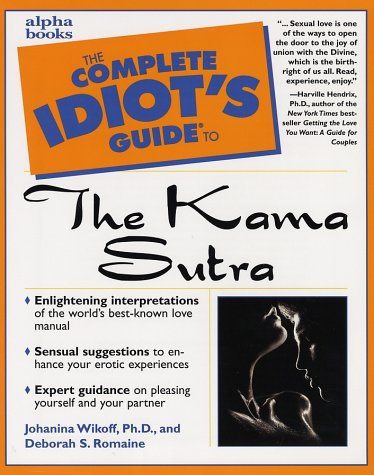 alpha
books
THE
COMPLETE
IDIOT'S
GUIDE® TO
"... Sexual love is one
of the ways to open
the door to the joy of
union with the Divine,
which is the birth-
right of us all. Read,
experience, enjoy."
—Harville Hendrix,
Ph.D., author of the
New York Times best-
seller Getting the Love
You Want: A Guide for
Couples
The Kama
Sutra
♦ Enlightening interpretations
of the world's best-known love
manual
♦ Sensual suggestions to en-
hance your erotic experiences
♦ Expert guidance on pleasing
yourself and your partner
Johanina Wikoff, Ph.D., and
Deborah S. Romaine